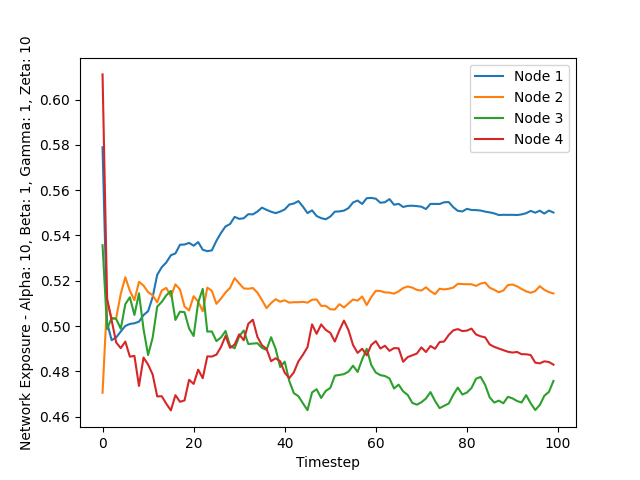 Network Exposure - Alpha: 10, Beta: 1, Gamma: 1, Zeta: 10
0.60
0.58
0.56
0.54
0.52
0.50
0.48
0.46
Node 1
Node 2
Node 3
Node 4
0 20 40 60 80 100
Timestep